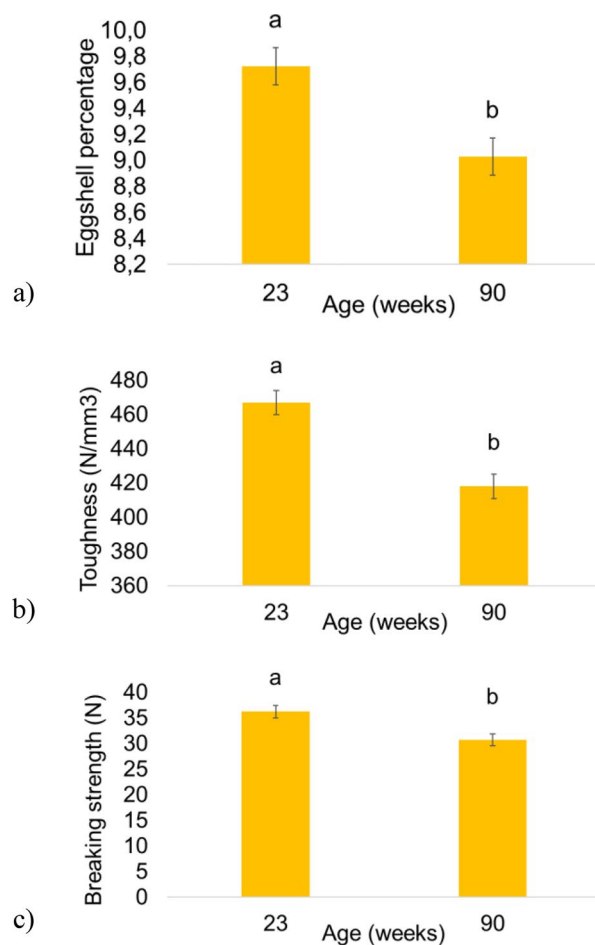 a
b
10,0
9,8
9,6
9,4
9,2
9,0
8,8
8,6
8,4
8,2
Eggshell percentage
23
90
Age (weeks)
a)
a
b
480
460
440
420
400
380
360
Toughness (N/mm3)
23
90
Age (weeks)
b)
a
b
40
35
30
25
20
15
10
5
0
Breaking strength (N)
23
90
Age (weeks)
c)